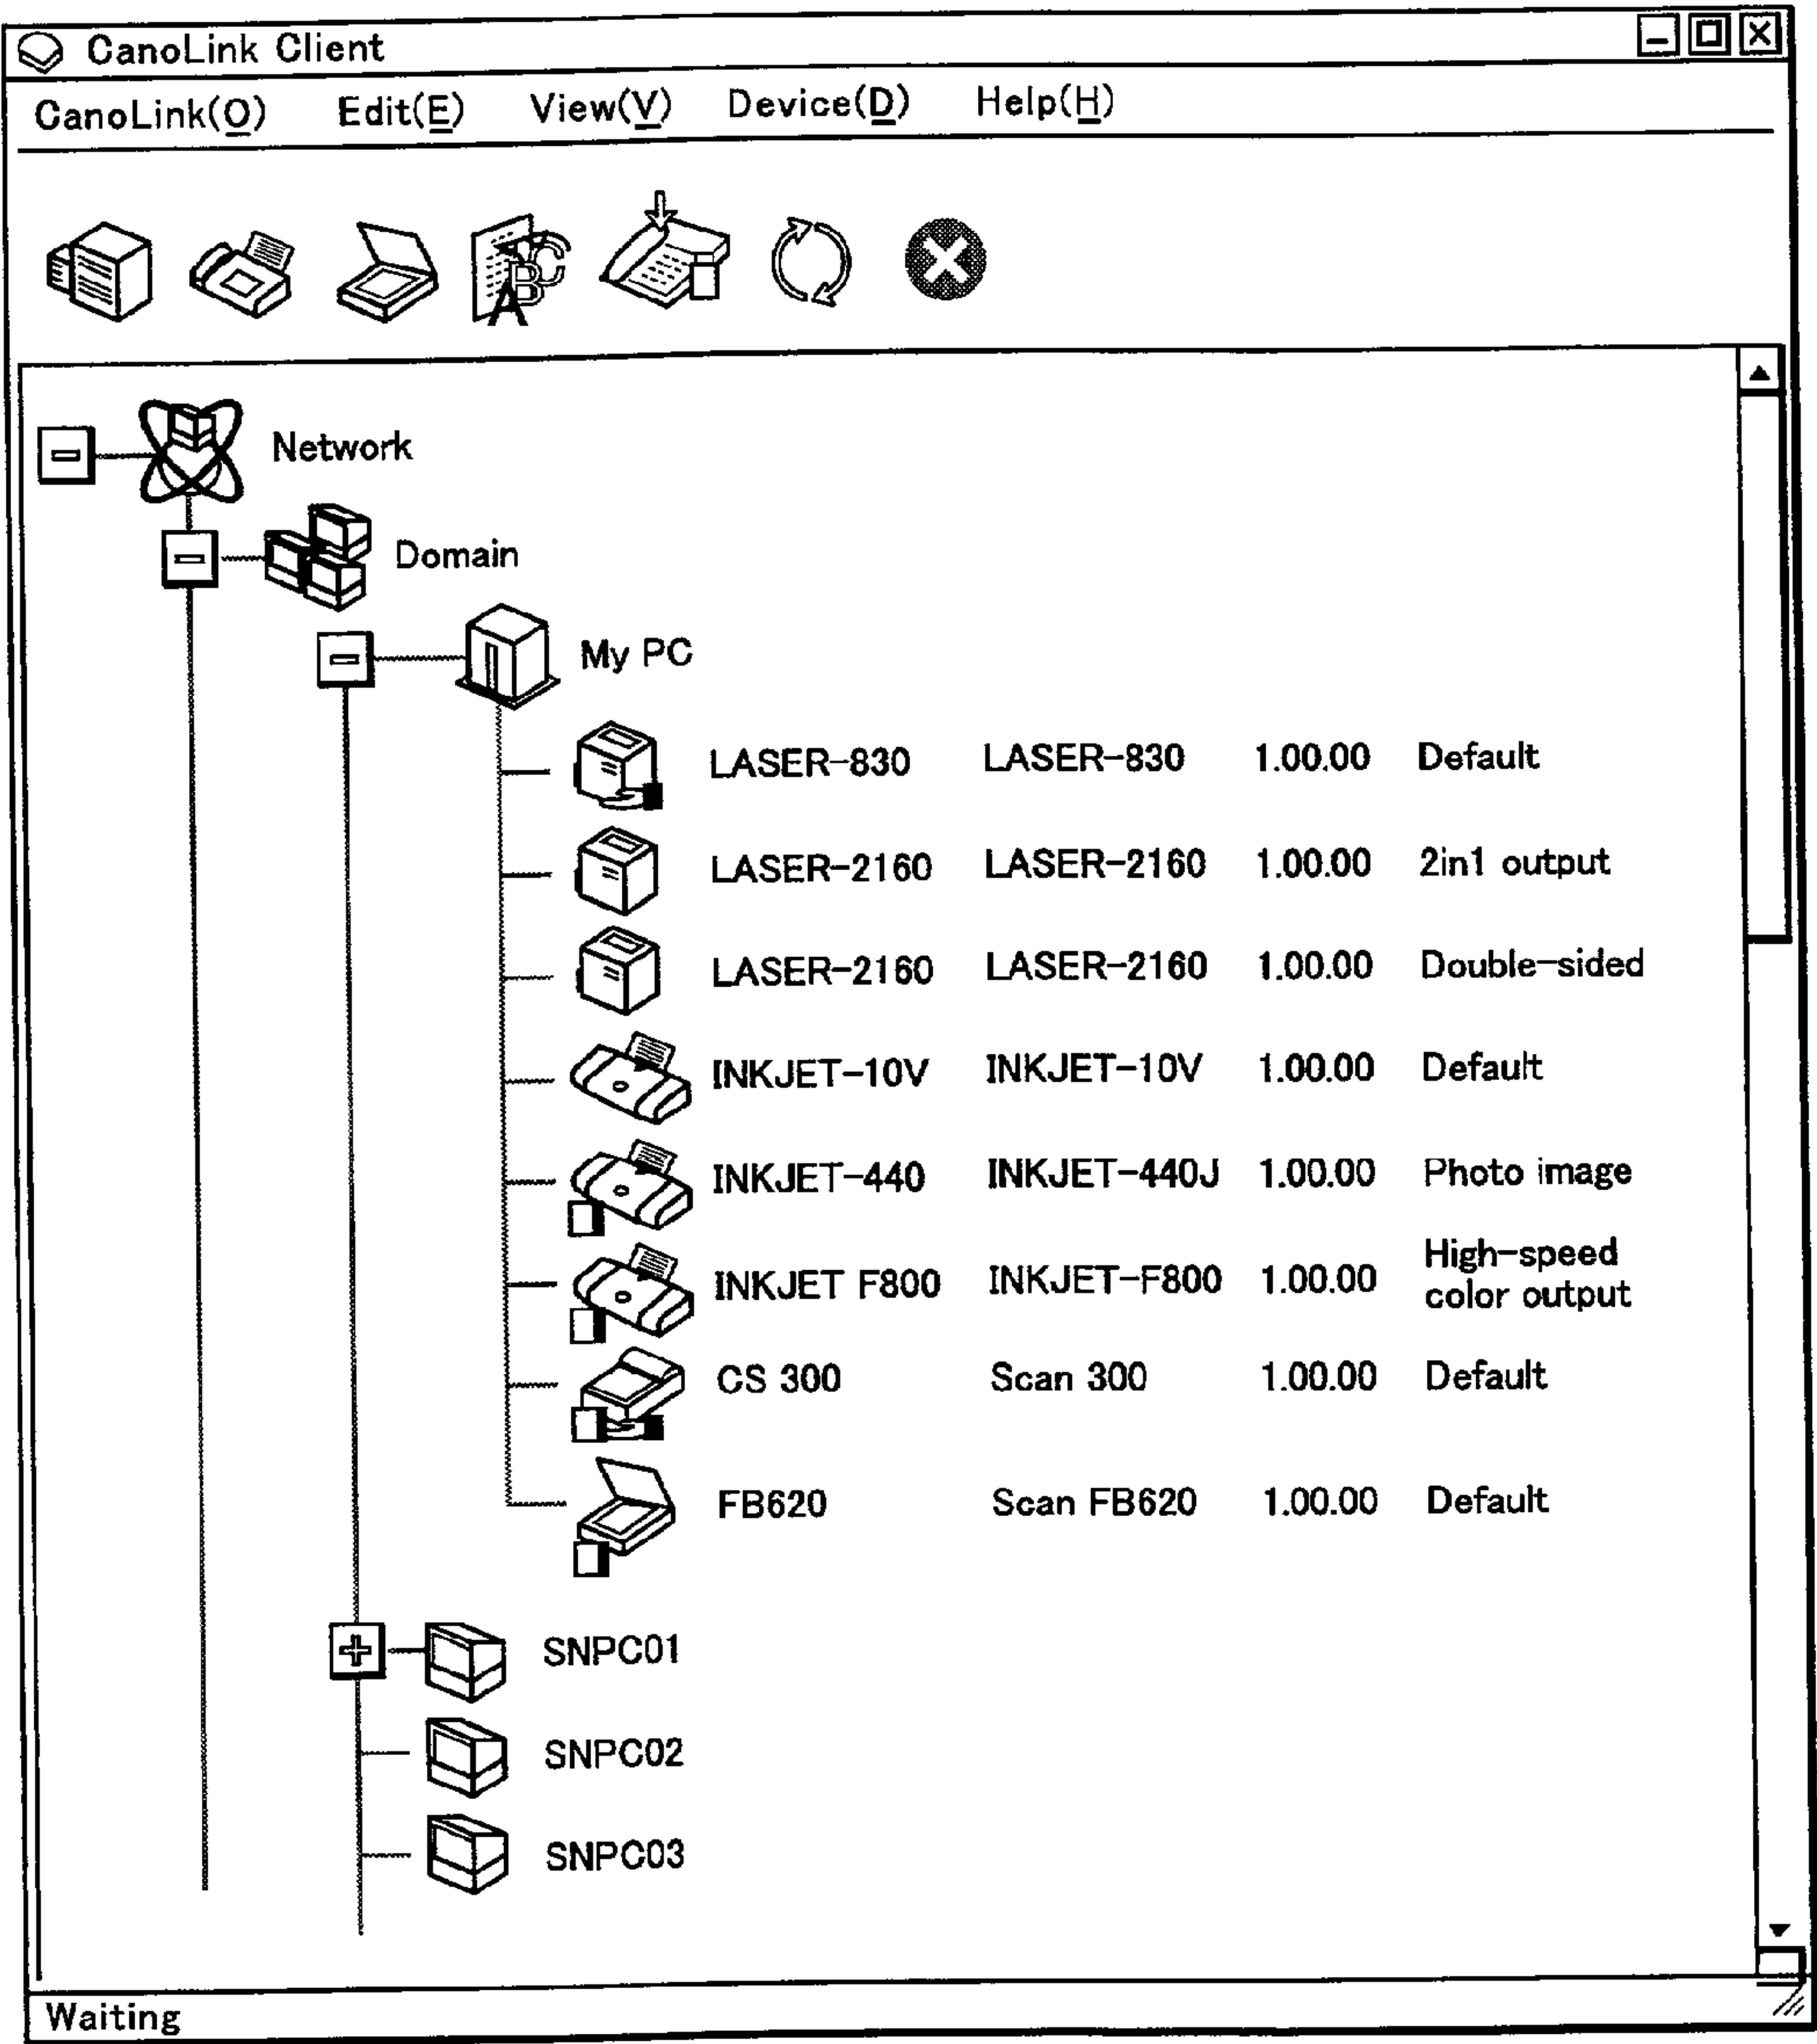 CanoLink Client
CanoLink(O) Edit(E) View(V) Device(D) Help(H)
ABC
Network
Domain
My PC
LASER-830 LASER-830 1.00.00 Default
LASER-2160 LASER-2160 1.00.00 2in1 output
LASER-2160 LASER-2160 1.00.00 Double-sided
INKJET-10V INKJET-10V 1.00.00 Default
INKJET-440 INKJET-440J 1.00.00 Photo image
INKJET F800 INKJET-F800 1.00.00 High-speed
color output
CS 300 Scan 300 1.00.00 Default
FB620 Scan FB620 1.00.00 Default
SNPC01
SNPC02
SNPC03
Waiting